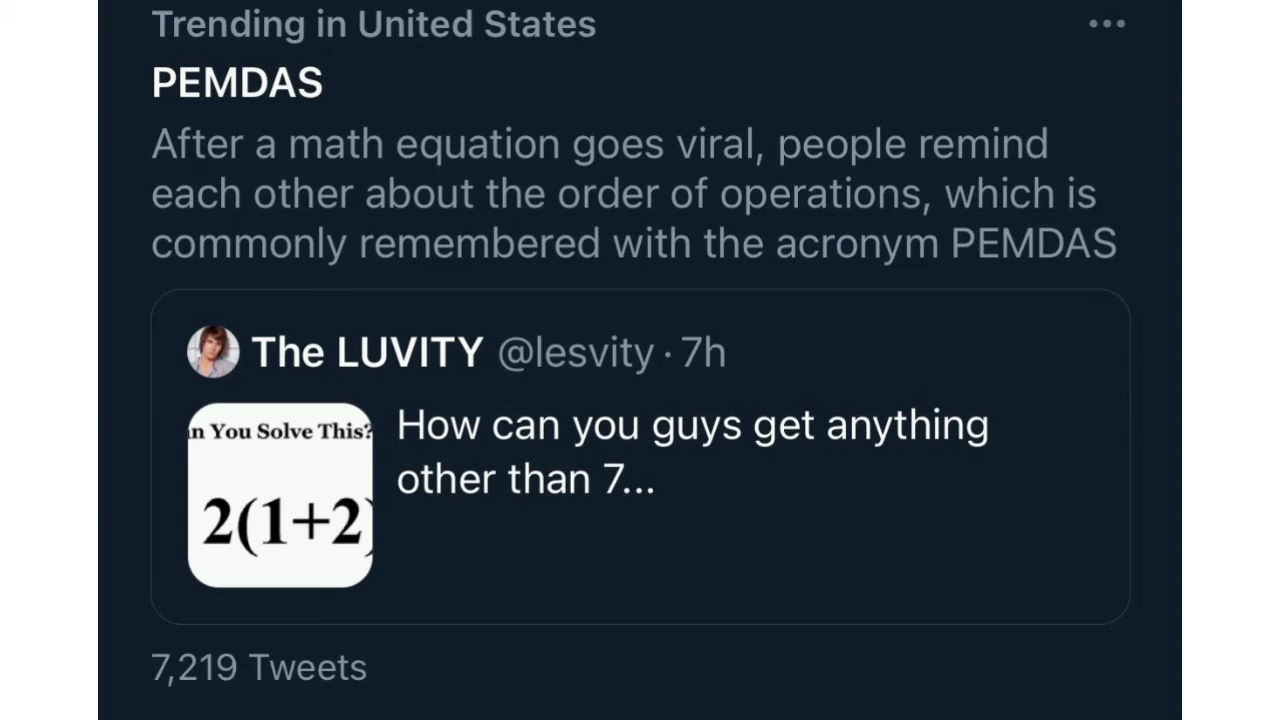 Trending in United States
PEMDAS
After a math equation goes viral, people remind
each other about the order of operations, which is
commonly remembered with the acronym PEMDAS
The LUVITY @lesvity · 7h
n You Solve This?
2(1+2)
How can you guys get anything
other than 7...
7,219 Tweets